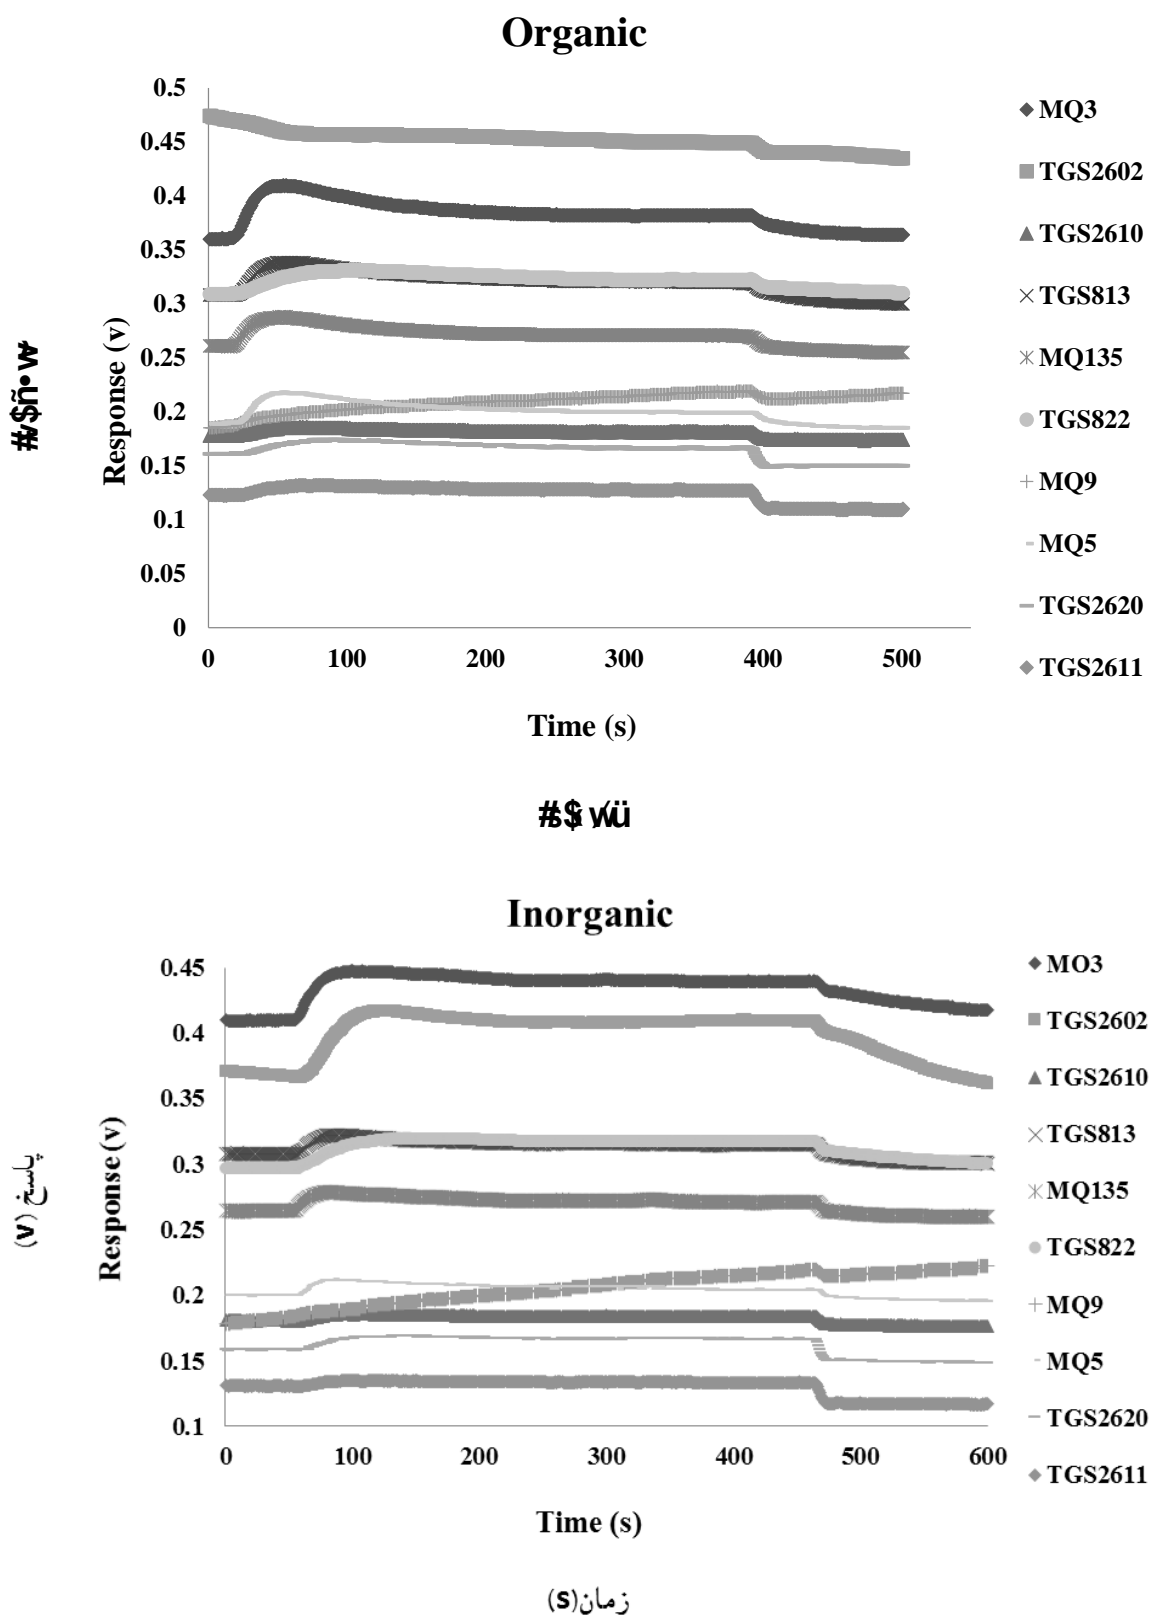 Organic
0.5
0.45
0.4
0.35
0.3
0.25
0.2
0.15
0.1
0.05
0
Response (v)
0 100 200 300 400 500
Time (s)
MQ3
TGS2602
TGS2610
TGS813
MQ135
TGS822
MQ9
MQ5
TGS2620
TGS2611
Inorganic
0.45
0.4
0.35
0.3
0.25
0.2
0.15
0.1
Response (v)
پاسخ (v)
0 100 200 300 400 500 600
Time (s)
زمان(s)
MO3
TGS2602
TGS2610
TGS813
MQ135
TGS822
MQ9
MQ5
TGS2620
TGS2611